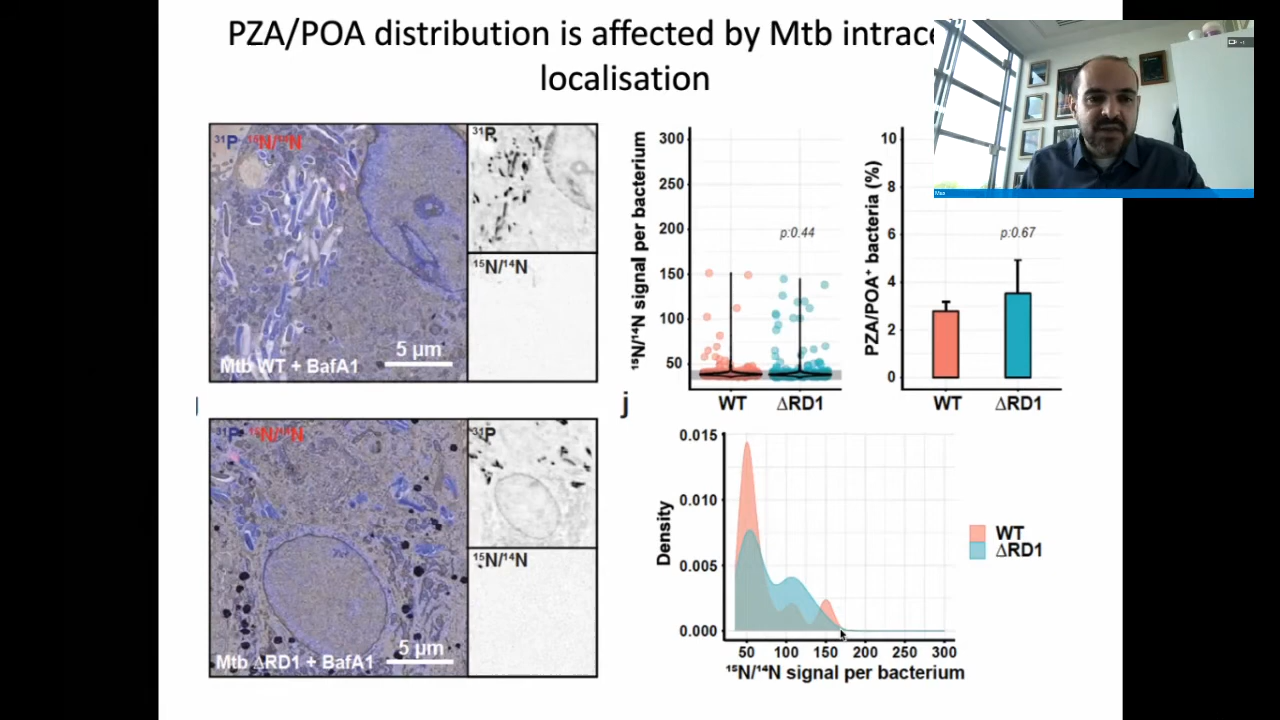 PZA/POA distribution is affected by Mtb intrace
localisation
³¹P ¹⁵N/¹⁴N
³¹P
¹⁵N/¹⁴N
Mtb WT + BafA1
5 µm
¹⁵N/¹⁴N signal per bacterium
300
250
200
150
100
50
p:0.44
WT
ΔRD1
PZA/POA⁺ bacteria (%)
10
8
6
4
2
0
p:0.67
WT
ΔRD1
³¹P ¹⁵N/¹⁴N
³¹P
¹⁵N/¹⁴N
Mtb ΔRD1 + BafA1
5 µm
j
Density
0.015
0.010
0.005
0.000
50
100
150
200
250
300
¹⁵N/¹⁴N signal per bacterium
WT
ΔRD1